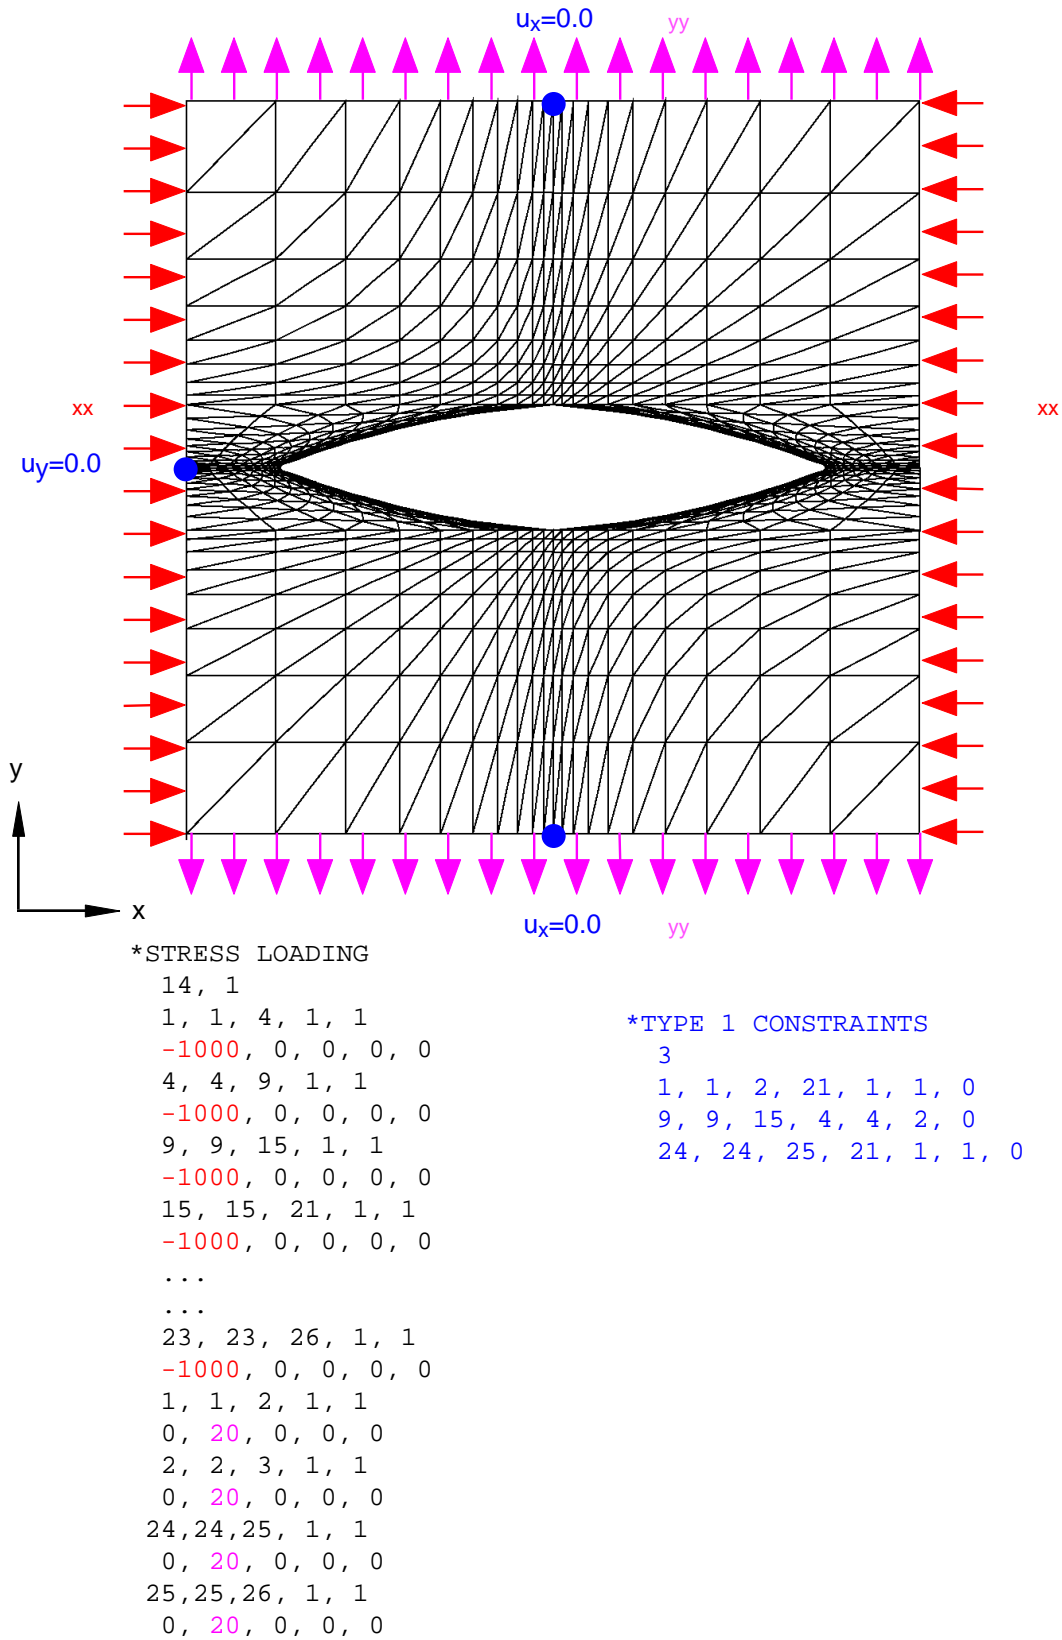 ux=0.0
yy
xx
xx
uy=0.0
y
x
ux=0.0
yy
*STRESS LOADING
14, 1
1, 1, 4, 1, 1
-1000, 0, 0, 0, 0
4, 4, 9, 1, 1
-1000, 0, 0, 0, 0
9, 9, 15, 1, 1
-1000, 0, 0, 0, 0
15, 15, 21, 1, 1
-1000, 0, 0, 0, 0
...
...
23, 23, 26, 1, 1
-1000, 0, 0, 0, 0
1, 1, 2, 1, 1
0, 20, 0, 0, 0
2, 2, 3, 1, 1
0, 20, 0, 0, 0
24,24,25, 1, 1
0, 20, 0, 0, 0
25,25,26, 1, 1
0, 20, 0, 0, 0
*TYPE 1 CONSTRAINTS
3
1, 1, 2, 21, 1, 1, 0
9, 9, 15, 4, 4, 2, 0
24, 24, 25, 21, 1, 1, 0